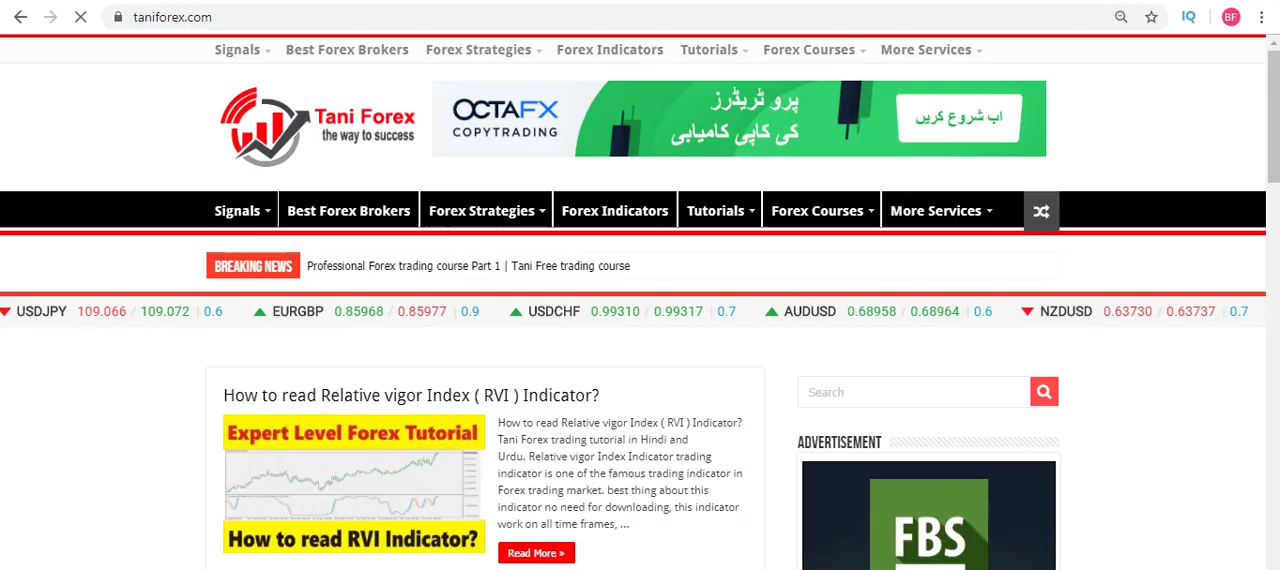 taniforex.com
IQ
BF
Signals Best Forex Brokers Forex Strategies Forex Indicators Tutorials Forex Courses More Services
Tani Forex
the way to success
OCTAFX
COPYTRADING
پرو ٹریڈرز
کی کاپی کامیابی
اب شروع کریں
Signals Best Forex Brokers Forex Strategies Forex Indicators Tutorials Forex Courses More Services
BREAKING NEWS Professional Forex trading course Part 1 | Tani Free trading course
USDJPY 109.066 / 109.072 | 0.6 EURGBP 0.85968 / 0.85977 | 0.9 USDCHF 0.99310 / 0.99317 | 0.7 AUDUSD 0.68958 / 0.68964 | 0.6 NZDUSD 0.63730 / 0.63737 | 0.7
How to read Relative vigor Index ( RVI ) Indicator?
Expert Level Forex Tutorial
How to read RVI Indicator?
How to read Relative vigor Index ( RVI ) Indicator?
Tani Forex trading tutorial in Hindi and
Urdu. Relative vigor Index Indicator trading
indicator is one of the famous trading indicator in
Forex trading market. best thing about this
indicator no need for downloading, this indicator
work on all time frames, ...
Read More »
Search
ADVERTISEMENT
FBS